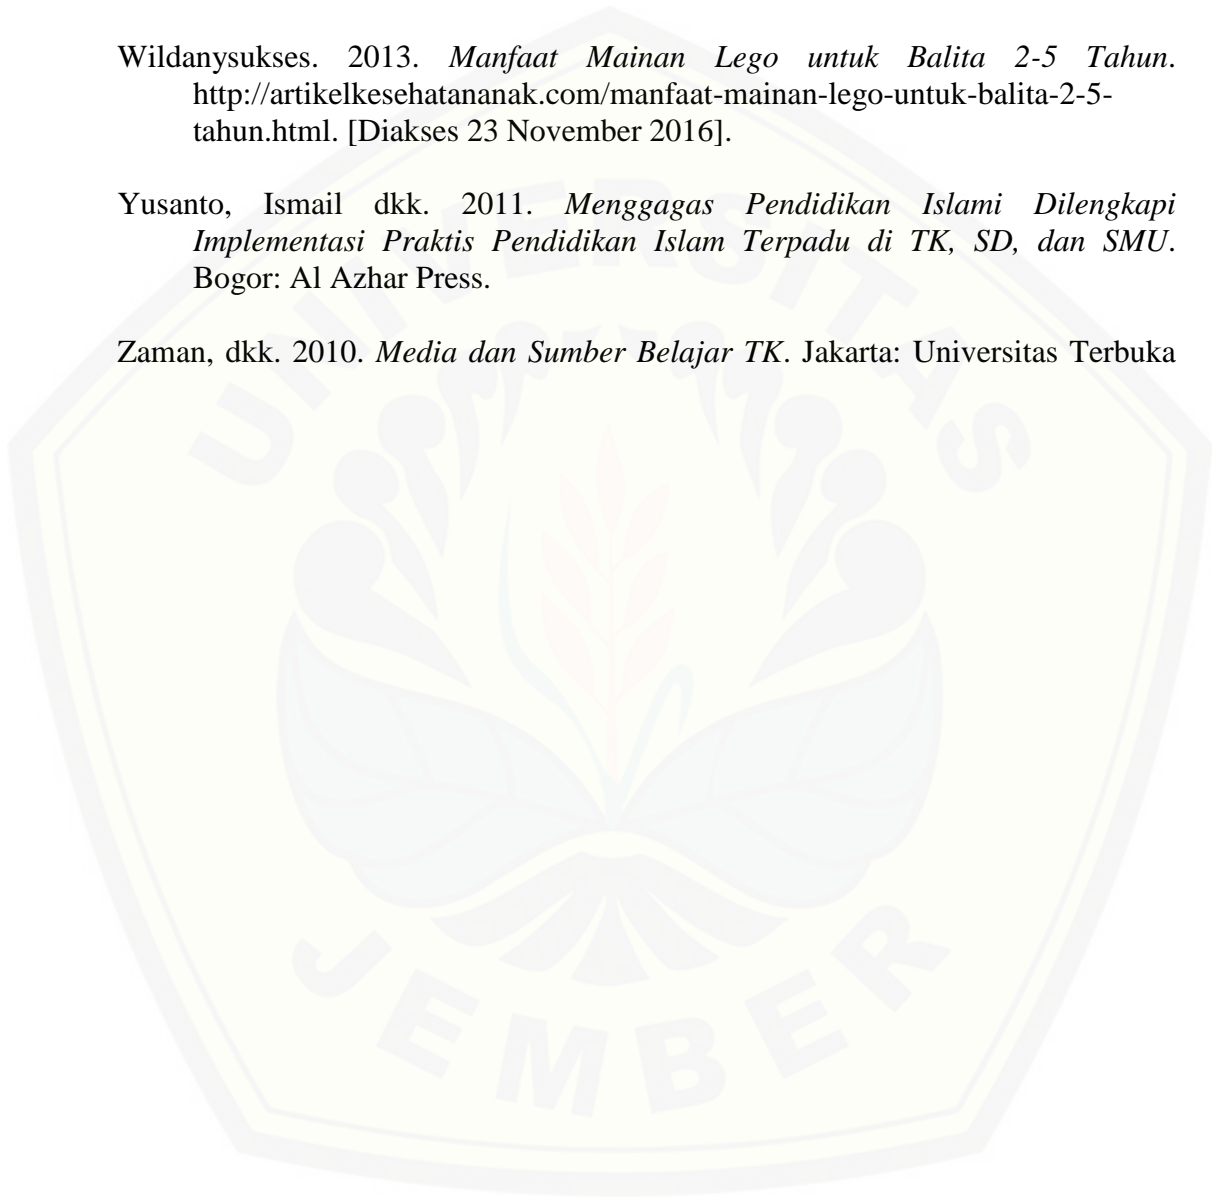 Wildanysukses. 2013. Manfaat Mainan Lego untuk Balita 2-5 Tahun.
http://artikelkesehatananak.com/manfaat-mainan-lego-untuk-balita-2-5-
tahun.html. [Diakses 23 November 2016].
Yusanto, Ismail dkk. 2011. Menggagas Pendidikan Islami Dilengkapi
Implementasi Praktis Pendidikan Islam Terpadu di TK, SD, dan SMU.
Bogor: Al Azhar Press.
Zaman, dkk. 2010. Media dan Sumber Belajar TK. Jakarta: Universitas Terbuka
UNIVERSITAS
JEMBER